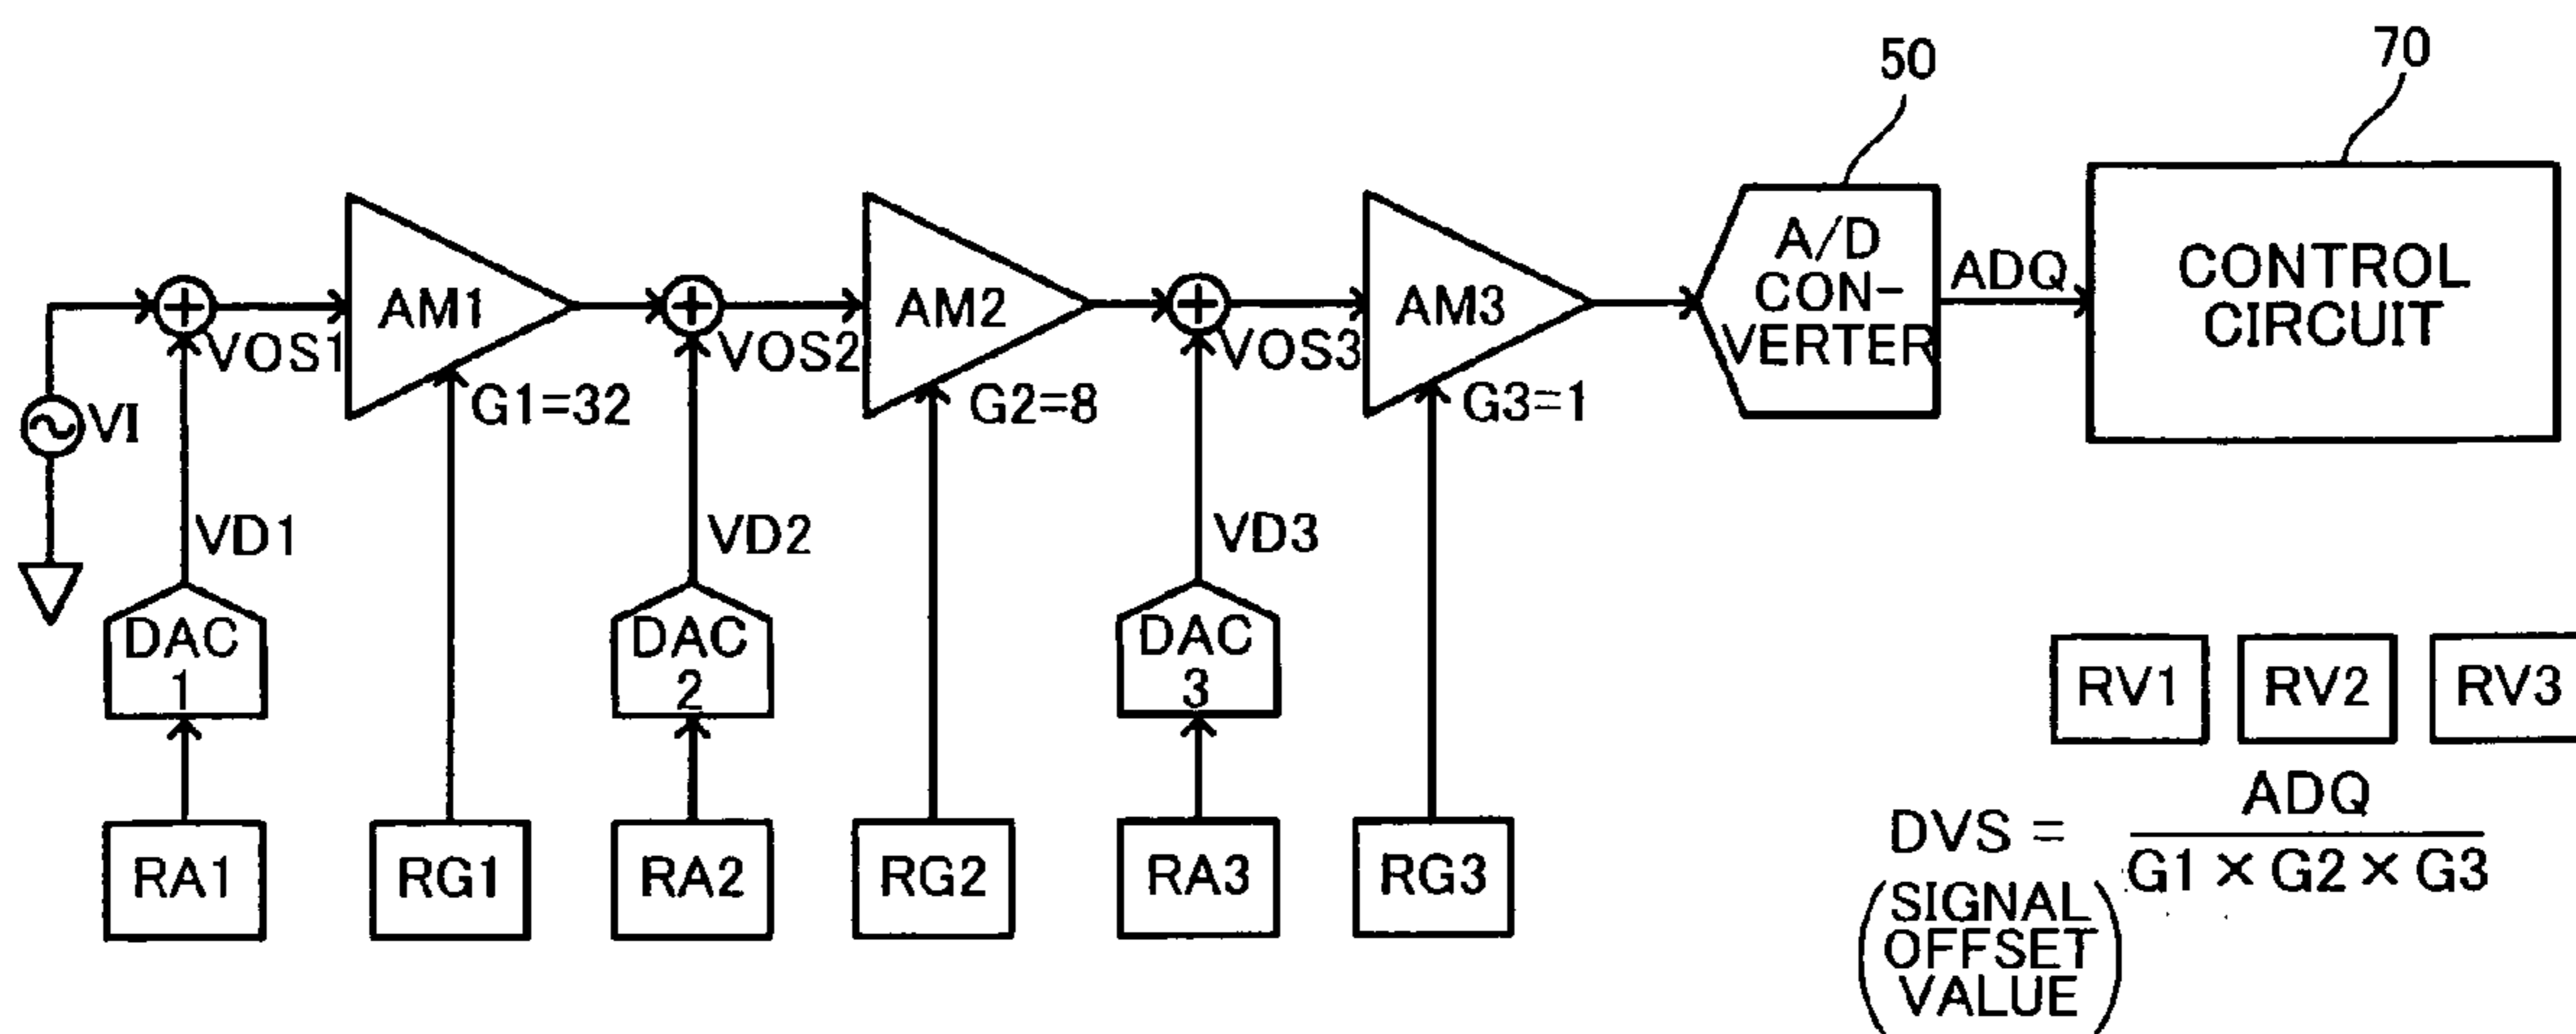 50
70
A/D
CON-
VERTER
ADQ
CONTROL
CIRCUIT
VI
VOS1
AM1
G1=32
VOS2
AM2
G2=8
VOS3
AM3
G3=1
VD1
VD2
VD3
DAC
1
DAC
2
DAC
3
RA1
RG1
RA2
RG2
RA3
RG3
RV1
RV2
RV3
DVS = ADQ
G1 × G2 × G3
(SIGNAL
OFFSET
VALUE)